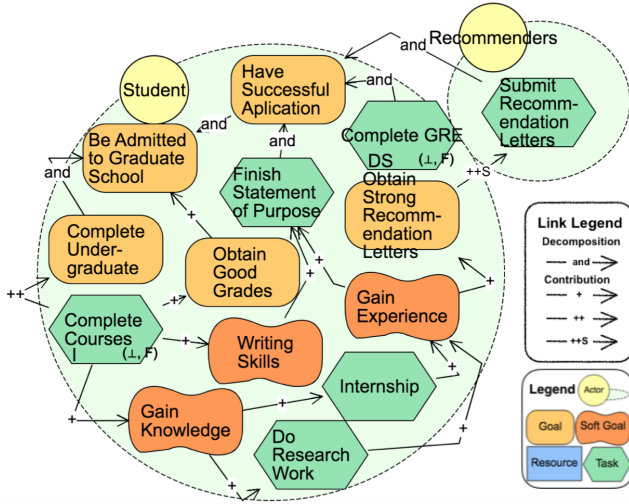 Recommenders
and
Have
Successful
Aplication
and
Student
Submit
Recomm-
endation
Letters
and
Be Admitted
to Graduate
School
and
Complete GRE
DS (⊥, F)
and
Finish
Statement
of Purpose
++S
Obtain
Strong
Recomm-
endation
Letters
+
Complete
Under-
graduate
Obtain
Good
Grades
+
+
+
Gain
Experience
+
++
+
Complete
Courses
I (⊥, F)
+
Writing
Skills
+
Internship
+
Gain
Knowledge
+
+
Do
Research
Work
+
Link Legend
Decomposition
and
Contribution
+
++
++S
Legend
Actor
Goal
Soft Goal
Resource
Task